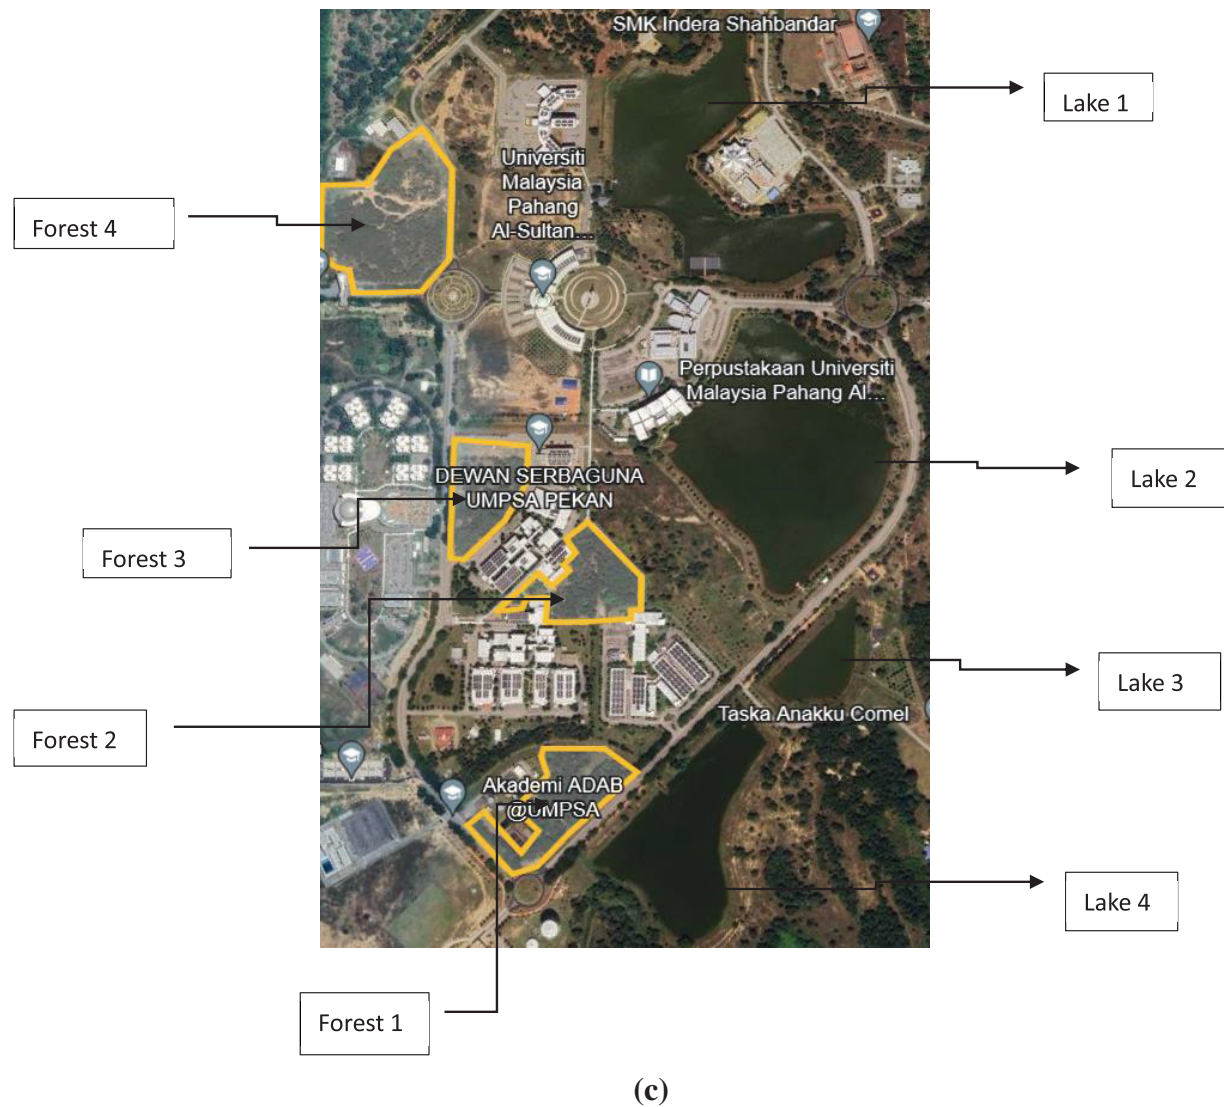 SMK Indera Shahbandar
Lake 1
Universiti
Malaysia
Pahang
Al-Sultan...
Forest 4
Perpustakaan Universiti
Malaysia Pahang Al...
DEWAN SERBAGUNA
UMPSA PEKAN
Lake 2
Forest 3
Lake 3
Taska Anakku Comel
Forest 2
Akademi ADAB
@UMPSA
Lake 4
Forest 1
(c)